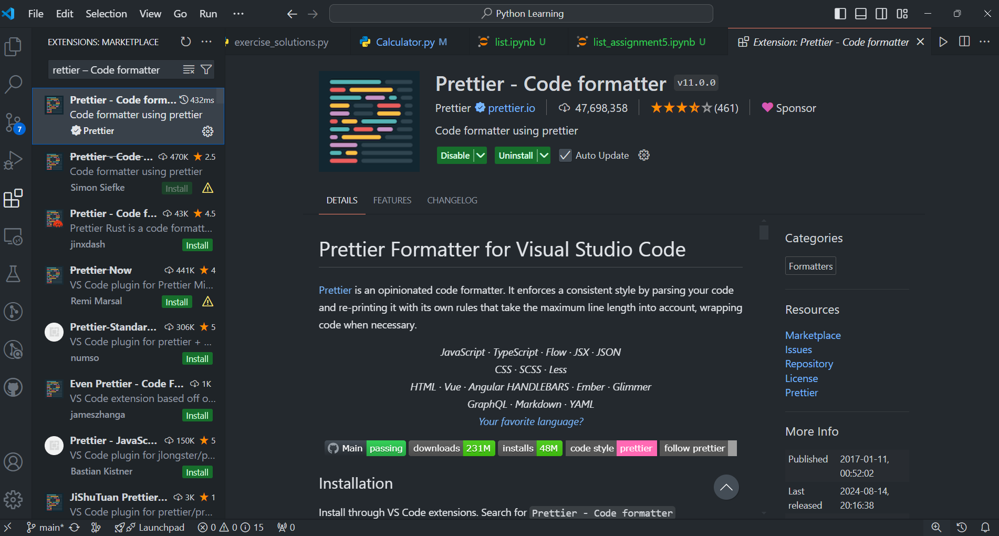 File Edit Selection View Go Run ··· Python Learning
EXTENSIONS: MARKETPLACE
exercise_solutions.py Calculator.py M list.ipynb U list_assignment5.ipynb U Extension: Prettier - Code formatter
rettier – Code formatter
Prettier - Code form... 432ms
Code formatter using prettier
Prettier
Prettier - Code ... 470K 2.5
Code formatter using prettier
Simon Siefke Install
Prettier - Code f... 43K 4.5
Prettier Rust is a code formatt...
jinxdash Install
Prettier Now 441K 4
VS Code plugin for Prettier Mi...
Remi Marsal Install
Prettier-Standar... 306K 5
VS Code plugin for prettier + ...
numso Install
Even Prettier - Code F... 1K
VS Code extension based off o...
jameszhanga Install
Prettier - JavaSc... 150K 5
VS Code plugin for jlongster/p...
Bastian Kistner Install
JiShuTuan Prettier... 3K 1
VS Code plugin for prettier/pr...
7
Prettier - Code formatter v11.0.0
Prettier prettier.io 47,698,358 (461) Sponsor
Code formatter using prettier
Disable Uninstall Auto Update
DETAILS FEATURES CHANGELOG
Prettier Formatter for Visual Studio Code
Prettier is an opinionated code formatter. It enforces a consistent style by parsing your code
and re-printing it with its own rules that take the maximum line length into account, wrapping
code when necessary.
JavaScript · TypeScript · Flow · JSX · JSON
CSS · SCSS · Less
HTML · Vue · Angular HANDLEBARS · Ember · Glimmer
GraphQL · Markdown · YAML
Your favorite language?
Main passing downloads 231M installs 48M code style prettier follow prettier
Installation
Install through VS Code extensions. Search for Prettier - Code formatter
Categories
Formatters
Resources
Marketplace
Issues
Repository
License
Prettier
More Info
Published 2017-01-11,
00:52:02
Last 2024-08-14,
released 20:16:38
main* Launchpad 0 0 15 0